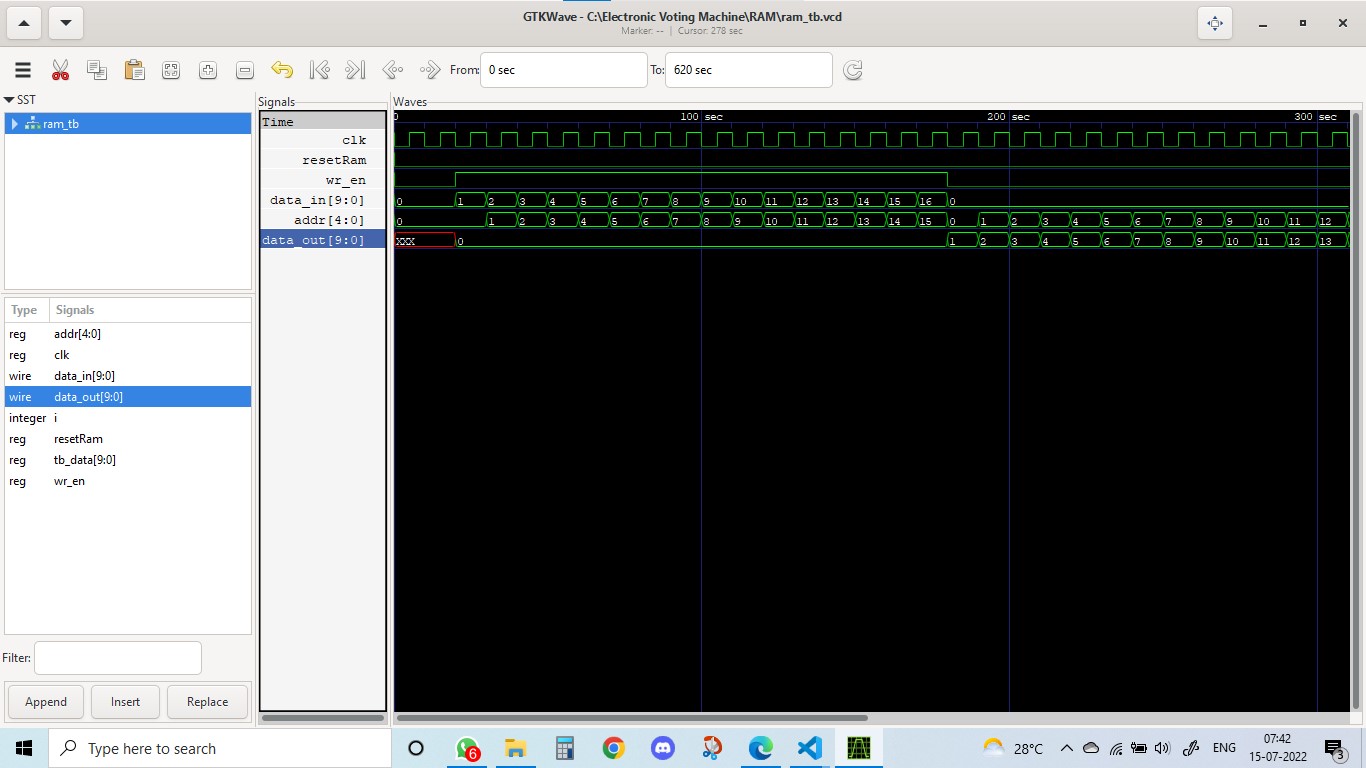 GTKWave - C:\Electronic Voting Machine\RAM\ram_tb.vcd
Marker: -- | Cursor: 278 sec
From: 0 sec To: 620 sec
SST
ram_tb
Type Signals
reg addr[4:0]
reg clk
wire data_in[9:0]
wire data_out[9:0]
integer i
reg resetRam
reg tb_data[9:0]
reg wr_en
Filter:
Append Insert Replace
Signals
Time
clk
resetRam
wr_en
data_in[9:0]
addr[4:0]
data_out[9:0]
Waves
0 100 sec 200 sec 300 sec
0 1 2 3 4 5 6 7 8 9 10 11 12 13 14 15 16 0
0 1 2 3 4 5 6 7 8 9 10 11 12 13 14 15 0 1 2 3 4 5 6 7 8 9 10 11 12
XXX 0 1 2 3 4 5 6 7 8 9 10 11 12 13
Type here to search
6
28°C
ENG
07:42
15-07-2022
3